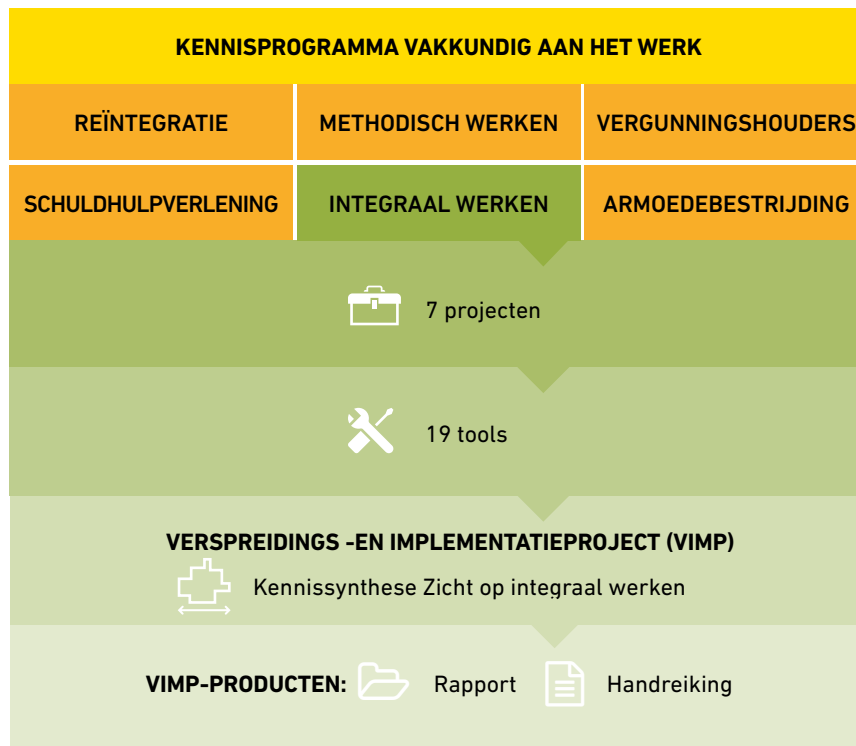 KENNISPROGRAMMA VAKKUNDIG AAN HET WERK
REÏNTEGRATIE METHODISCH WERKEN VERGUNNINGSHOUDERS
SCHULDHULPVERLENING INTEGRAAL WERKEN ARMOEDEBESTRIJDING
7 projecten
19 tools
VERSPREIDINGS -EN IMPLEMENTATIEPROJECT (VIMP)
Kennissynthese Zicht op integraal werken
VIMP-PRODUCTEN: Rapport Handreiking